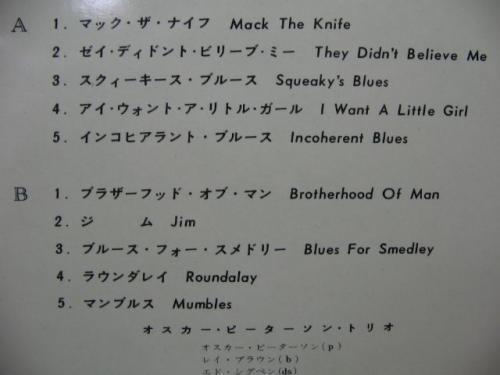 A 1. マック・ザ・ナイフ Mack The Knife
2. ゼイ・ディドント・ビリーブ・ミー They Didn't Believe Me
3. スクィーキース・ブルース Squeaky's Blues
4. アイ・ウォント・ア・リトル・ガール I Want A Little Girl
5. インコヒアラント・ブルース Incoherent Blues
B 1. ブラザーフッド・オブ・マン Brotherhood Of Man
2. ジム Jim
3. ブルース・フォー・スメドリー Blues For Smedley
4. ラウンダレイ Roundalay
5. マンブルス Mumbles
オスカー・ピーターソン・トリオ
オスカー・ピーターソン(p)
レイ・ブラウン(b)
エド・シグペン(ds)